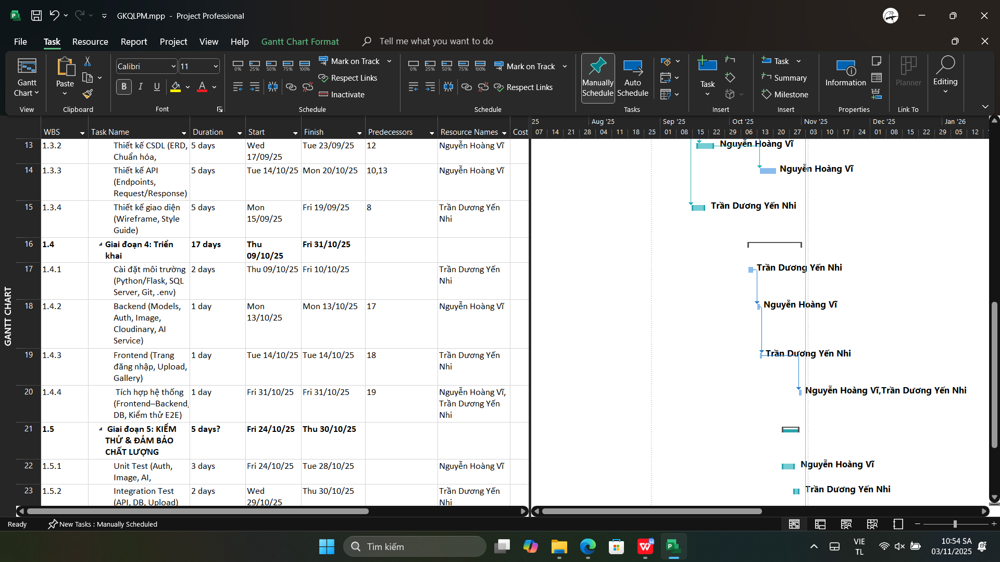 GKQLPM.mpp - Project Professional
File Task Resource Report Project View Help Gantt Chart Format Tell me what you want to do
Gantt Chart
View
Paste
Clipboard
Calibri 11
B I U A
Font
0% 25% 50% 75% 100%
Mark on Track
Respect Links
Inactivate
Schedule
0% 25% 50% 75% 100%
Mark on Track
Respect Links
Schedule
Manually Schedule
Auto Schedule
Tasks
Task
Insert
Task
Summary
Milestone
Insert
Information
Properties
Planner
Link To
Editing
WBS Task Name Duration Start Finish Predecessors Resource Names Cost
25 Aug '25 Sep '25 Oct '25 Nov '25 Dec '25 Jan '26
07 14 21 28 04 11 18 25 01 08 15 22 29 06 13 20 27 03 10 17 24 01 08 15 22 29 05 12
GANTT CHART
13 1.3.2 Thiết kế CSDL (ERD, 5 days Wed Tue 23/09/25 12 Nguyễn Hoàng Vĩ
Chuẩn hóa, 17/09/25
14 1.3.3 Thiết kế API 5 days Tue 14/10/25 Mon 20/10/25 10,13 Nguyễn Hoàng Vĩ
(Endpoints,
Request/Response)
15 1.3.4 Thiết kế giao diện 5 days Mon Fri 19/09/25 8 Trần Dương Yến
(Wireframe, Style 15/09/25 Nhi
Guide)
16 1.4 Giai đoạn 4: Triển 17 days Thu Fri 31/10/25
khai 09/10/25
17 1.4.1 Cài đặt môi trường 2 days Thu 09/10/25 Fri 10/10/25 Trần Dương Yến
(Python/Flask, SQL Nhi
Server, Git, .env)
18 1.4.2 Backend (Models, 1 day Mon Mon 13/10/25 17 Nguyễn Hoàng Vĩ
Auth, Image, 13/10/25
Cloudinary, AI
Service)
19 1.4.3 Frontend (Trang 1 day Tue 14/10/25 Tue 14/10/25 18 Trần Dương Yến
đăng nhập, Upload, Nhi
Gallery)
20 1.4.4 Tích hợp hệ thống 1 day Fri 31/10/25 Fri 31/10/25 19 Nguyễn Hoàng Vĩ,
(Frontend–Backend, Trần Dương Yến
DB, Kiểm thử E2E) Nhi
21 1.5 Giai đoạn 5: KIỂM 5 days? Fri 24/10/25 Thu 30/10/25
THỬ & ĐẢM BẢO
CHẤT LƯỢNG
22 1.5.1 Unit Test (Auth, 3 days Fri 24/10/25 Tue 28/10/25 Nguyễn Hoàng Vĩ
Image, AI,
23 1.5.2 Integration Test 2 days Wed Thu 30/10/25 Trần Dương Yến
(API, DB, Upload) 29/10/25 Nhi
Nguyễn Hoàng Vĩ
Nguyễn Hoàng Vĩ
Trần Dương Yến Nhi
Trần Dương Yến Nhi
Nguyễn Hoàng Vĩ
Trần Dương Yến Nhi
Nguyễn Hoàng Vĩ,Trần Dương Yến Nhi
Nguyễn Hoàng Vĩ
Trần Dương Yến Nhi
Ready New Tasks : Manually Scheduled
Tìm kiếm
VIE
TL
10:54 SA
03/11/2025